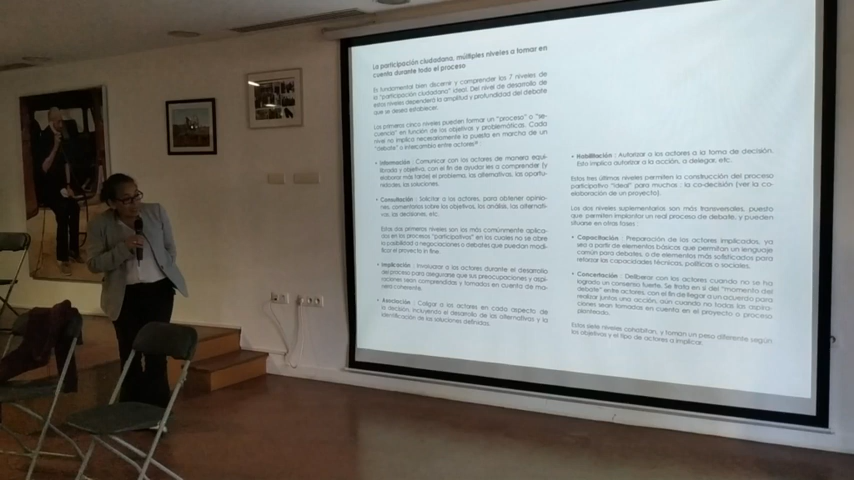 La participación ciudadana, múltiples niveles a tomar en
cuenta durante todo el proceso
Es fundamental bien discernir y comprender los 7 niveles de
la "participación ciudadana" ideal. Del nivel de desarrollo de
estos niveles dependerá la amplitud y profundidad del debate
que se desea establecer.
Los primeros cinco niveles pueden formar un "proceso" o "se-
cuencia" en función de los objetivos y problemáticas. Cada
nivel no implica necesariamente la puesta en marcha de un
"debate" o intercambio entre actores
• Información : Comunicar con los actores de manera equi-
librada y objetiva, con el fin de ayudar les a comprender (y
elaborar más tarde) el problema, las alternativas, las oportu-
nidades, las soluciones.
• Consultación : Solicitar a los actores, para obtener opinio-
nes, comentarios sobre los objetivos, los análisis, las alternati-
vas, las decisiones, etc.
Estos dos primeros niveles son los más comúnmente aplica-
dos en los procesos "participativos" en los cuales no se abre
la posibilidad a negociaciones o debates que puedan modi-
ficar el proyecto in fine.
• Implicación : Involucrar a los actores durante el desarrollo
del proceso para asegurarse que sus preocupaciones y aspi-
raciones sean comprendidas y tomadas en cuenta de ma-
nera coherente.
• Asociación : Coligar a los actores en cada aspecto de
la decisión, incluyendo el desarrollo de las alternativas y la
identificación de las soluciones definidas.
• Habilitación : Autorizar a los actores a la toma de decisión.
Esto implica autorizar a la acción, a delegar, etc.
Estos tres últimos niveles permiten la construcción del proceso
participativo "ideal" para muchos : la co-decisión (ver la co-
elaboración de un proyecto).
Los dos niveles suplementarios son más transversales, puesto
que permiten implantar un real proceso de debate, y pueden
situarse en otras fases :
• Capacitación : Preparación de los actores implicados, ya
sea a partir de elementos básicos que permitan un lenguaje
común para debatir, o de elementos más sofisticados para
reforzar las capacidades técnicas, políticas o sociales.
• Concertación : Deliberar con los actores cuando no se ha
logrado un consenso fuerte. Se trata en sí del "momento del
debate" entre actores, con el fin de llegar a un acuerdo para
realizar juntos una acción, aún cuando no todas las aspira-
ciones sean tomadas en cuenta en el proyecto o proceso
planteado.
Estos siete niveles cohabitan, y toman un peso diferente según
los objetivos y el tipo de actores a implicar.